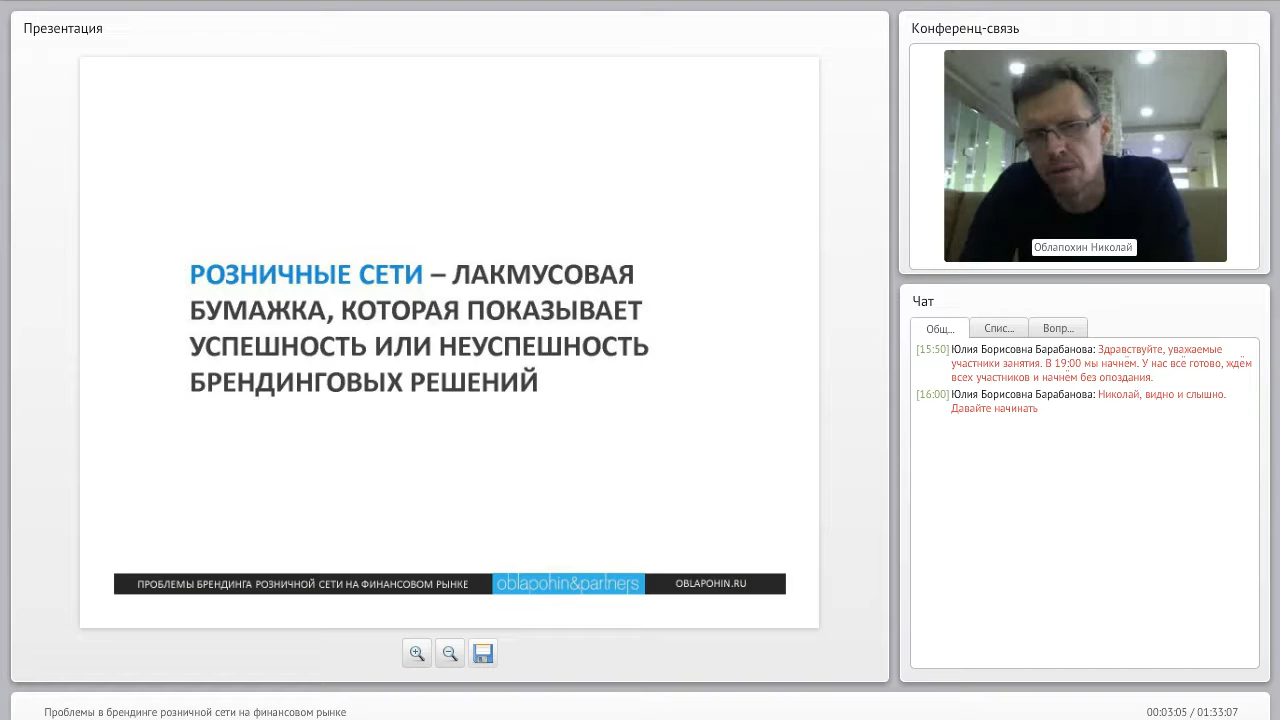 Презентация
РОЗНИЧНЫЕ СЕТИ – ЛАКМУСОВАЯ
БУМАЖКА, КОТОРАЯ ПОКАЗЫВАЕТ
УСПЕШНОСТЬ ИЛИ НЕУСПЕШНОСТЬ
БРЕНДИНГОВЫХ РЕШЕНИЙ
ПРОБЛЕМЫ БРЕНДИНГА РОЗНИЧНОЙ СЕТИ НА ФИНАНСОВОМ РЫНКЕ
oblapohin&partners
OBLAPOHIN.RU
Конференц-связь
Облапохин Николай
Чат
Общ... Спис... Вопр...
[15:50] Юлия Борисовна Барабанова: Здравствуйте, уважаемые
участники занятия. В 19:00 мы начнём. У нас всё готово, ждём
всех участников и начнём без опоздания.
[16:00] Юлия Борисовна Барабанова: Николай, видно и слышно.
Давайте начинать
Проблемы в брендинге розничной сети на финансовом рынке
00:03:05 / 01:33:07